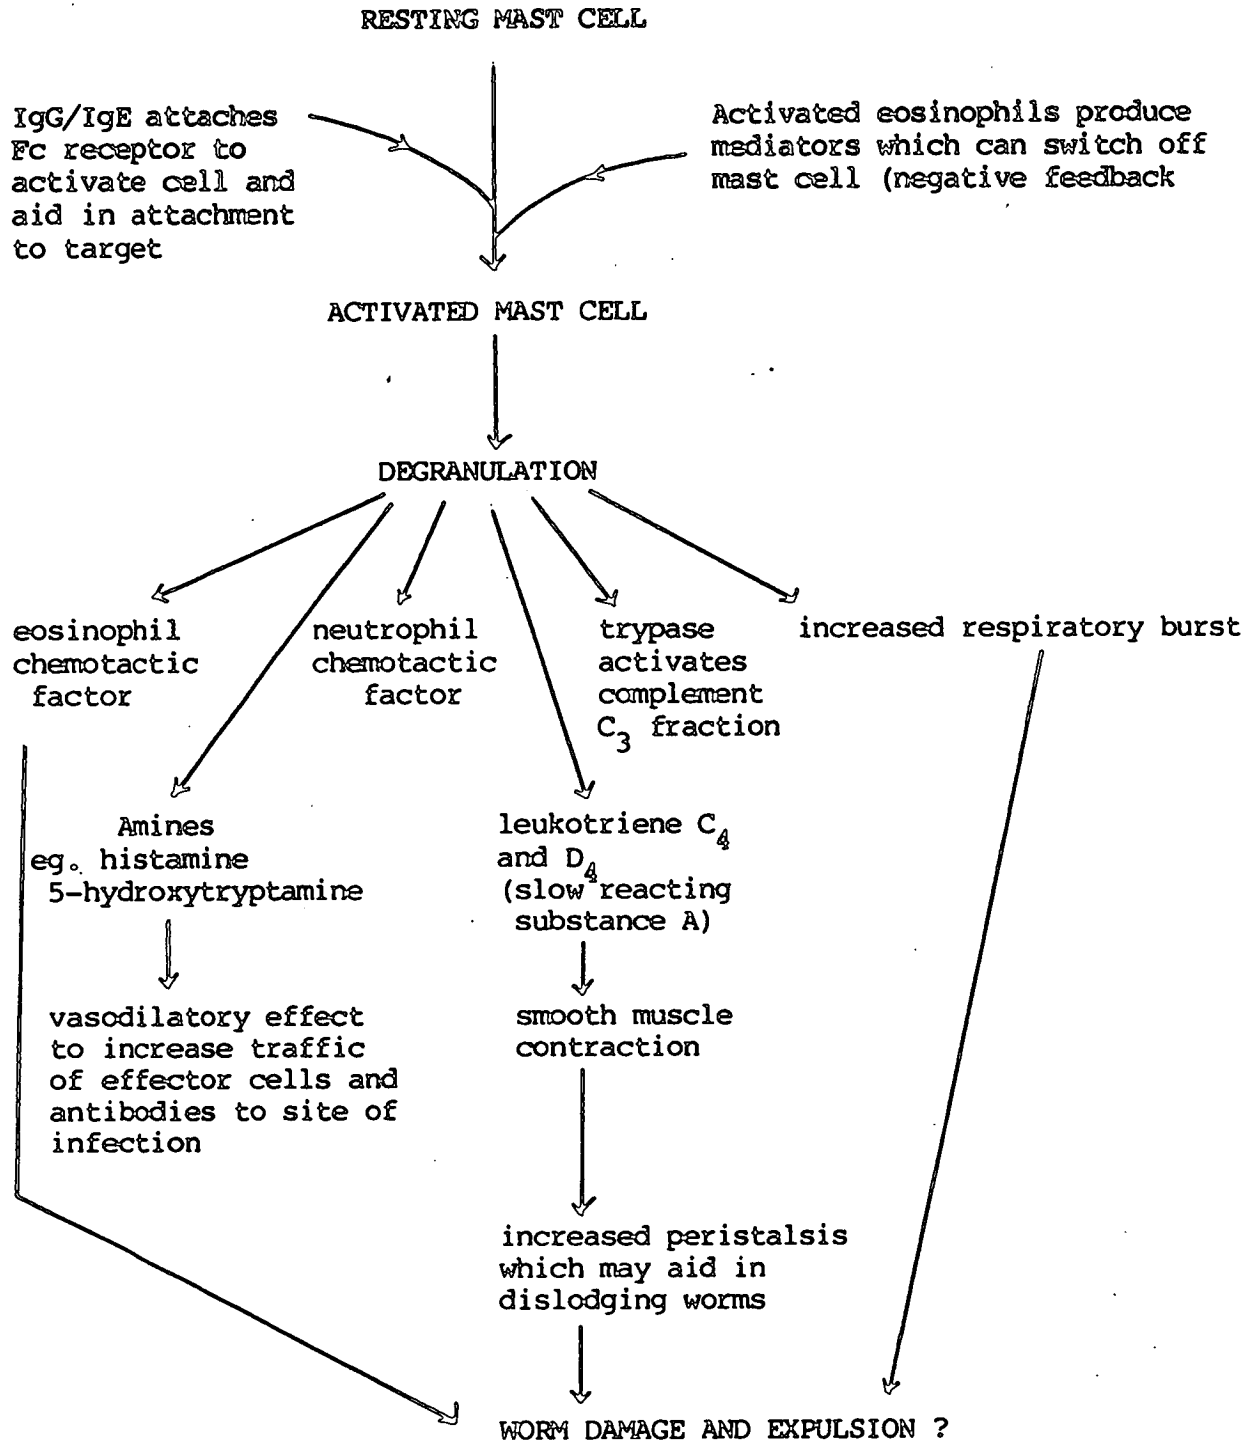 RESTING MAST CELL
IgG/IgE attaches
Fc receptor to
activate cell and
aid in attachment
to target
Activated eosinophils produce
mediators which can switch off
mast cell (negative feedback
ACTIVATED MAST CELL
DEGRANULATION
eosinophil
chemotactic
factor
neutrophil
chemotactic
factor
trypase
activates
complement
C3 fraction
increased respiratory burst
Amines
eg. histamine
5-hydroxytryptamine
leukotriene C4
and D4
(slow reacting
substance A)
vasodilatory effect
to increase traffic
of effector cells and
antibodies to site of
infection
smooth muscle
contraction
increased peristalsis
which may aid in
dislodging worms
WORM DAMAGE AND EXPULSION ?